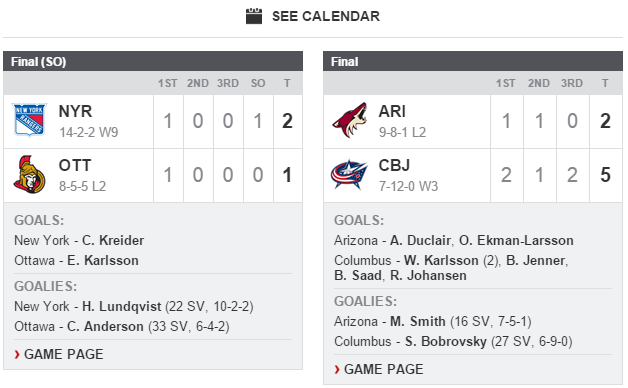 SEE CALENDAR
Final (SO)
1ST 2ND 3RD SO T
NEW YORK
RANGERS
NYR
14-2-2 W9
1 0 0 1 2
OTT
8-5-5 L2
1 0 0 0 1
GOALS:
New York - C. Kreider
Ottawa - E. Karlsson
GOALIES:
New York - H. Lundqvist (22 SV, 10-2-2)
Ottawa - C. Anderson (33 SV, 6-4-2)
› GAME PAGE
Final
1ST 2ND 3RD T
ARI
9-8-1 L2
1 1 0 2
CBJ
7-12-0 W3
2 1 2 5
GOALS:
Arizona - A. Duclair, O. Ekman-Larsson
Columbus - W. Karlsson (2), B. Jenner,
B. Saad, R. Johansen
GOALIES:
Arizona - M. Smith (16 SV, 7-5-1)
Columbus - S. Bobrovsky (27 SV, 6-9-0)
› GAME PAGE